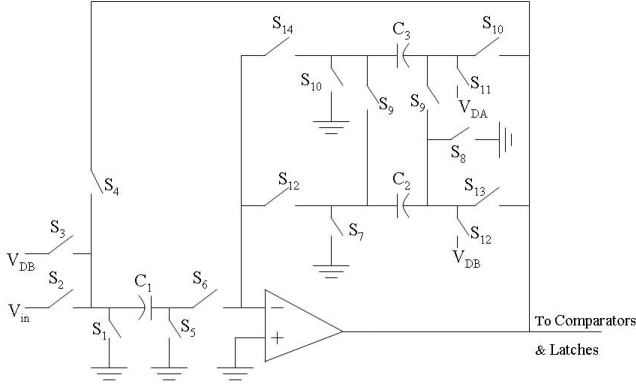 S14
C3
S10
S10
S9
S9
S11
VDA
S8
S4
S12
C2
S13
S7
S12
VDB
S3
VDB
S2
C1
S6
Vin
S1
S5
−
+
To Comparators
& Latches